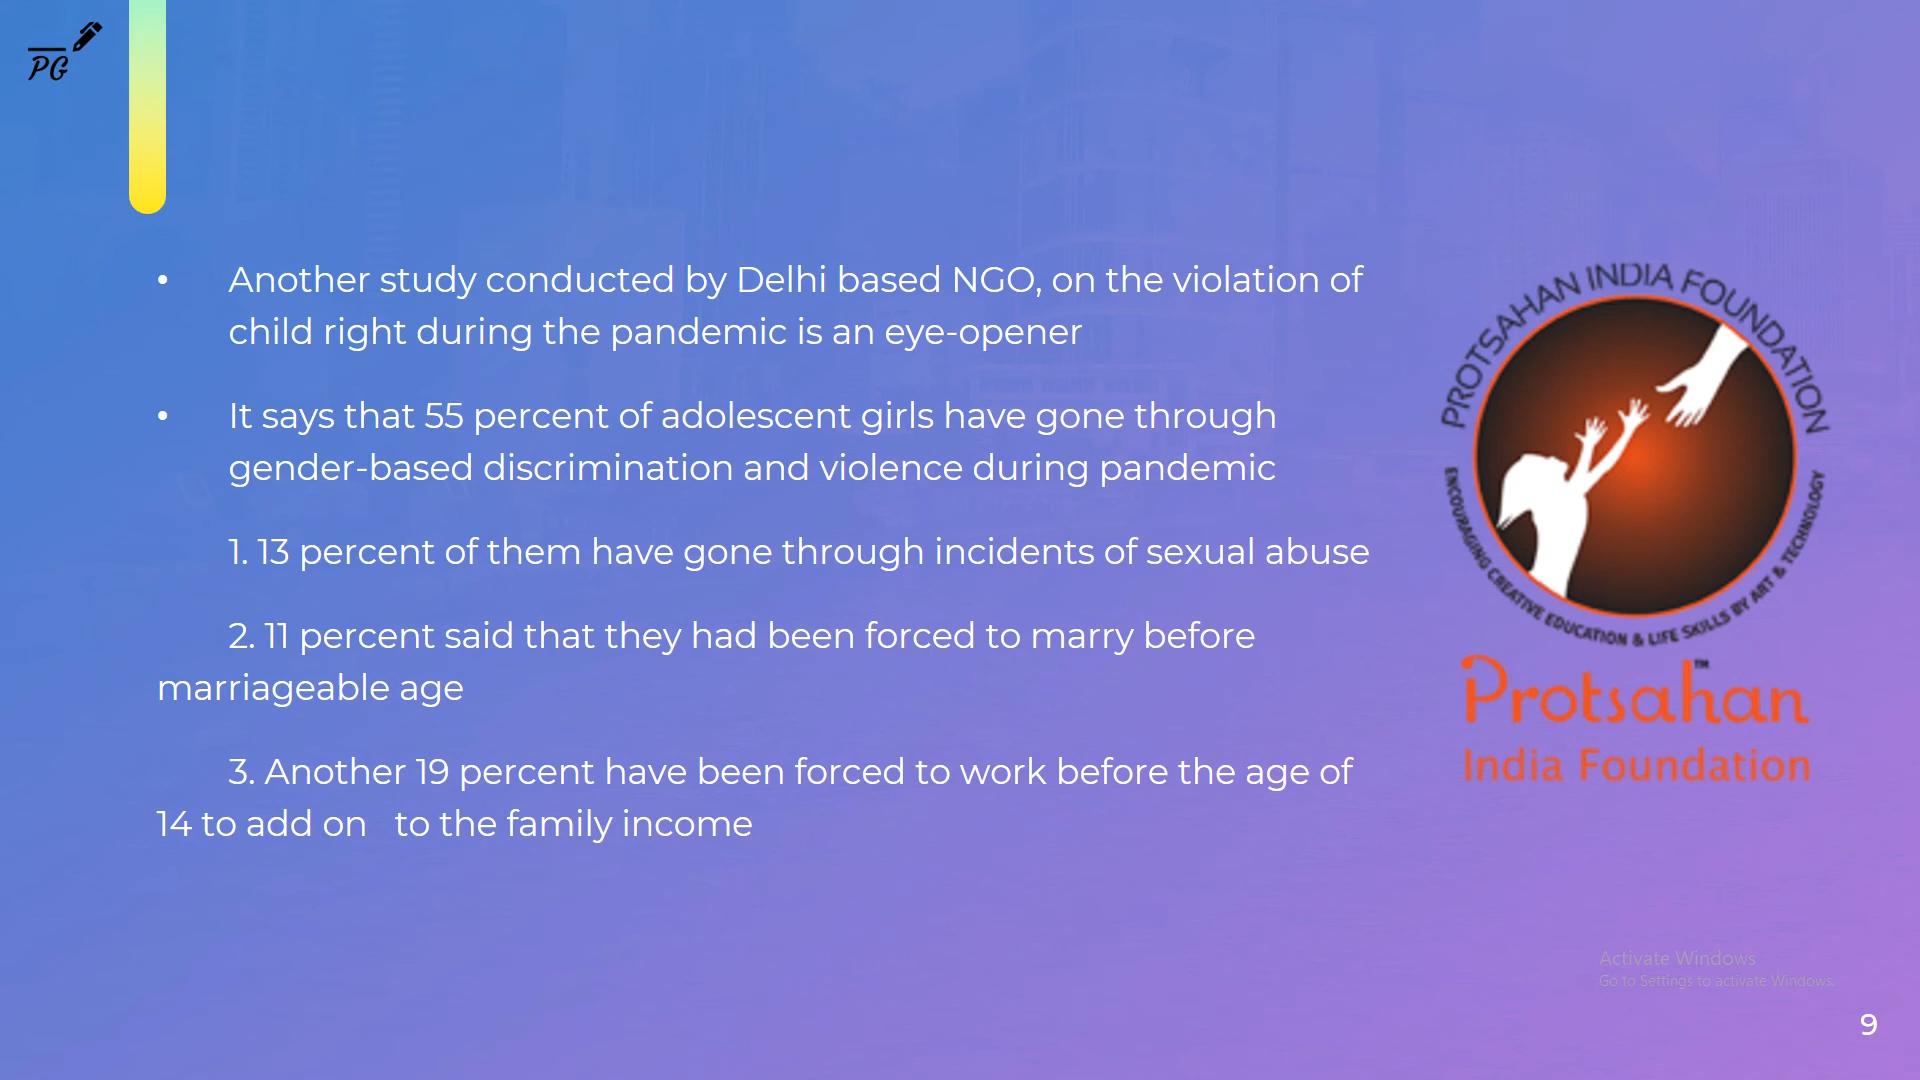 PG
• Another study conducted by Delhi based NGO, on the violation of
child right during the pandemic is an eye-opener
• It says that 55 percent of adolescent girls have gone through
gender-based discrimination and violence during pandemic
1. 13 percent of them have gone through incidents of sexual abuse
2. 11 percent said that they had been forced to marry before
marriageable age
3. Another 19 percent have been forced to work before the age of
14 to add on   to the family income
PROTSAHAN INDIA FOUNDATION
ENCOURAGING CREATIVE EDUCATION & LIFE SKILLS BY ART & TECHNOLOGY
Protsahan™
India Foundation
Activate Windows
Go to Settings to activate Windows.
9